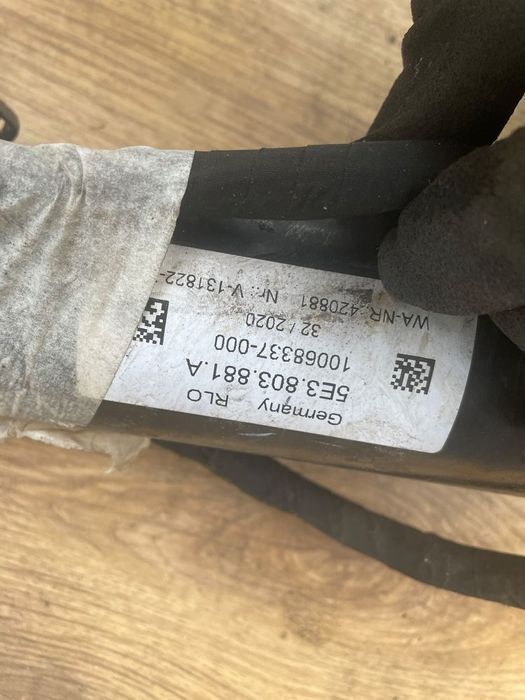 Germany RLO
5E3.803.881.A
10068337-000
32 / 2020
WA-NR.:420881 Nr.: V-131822-